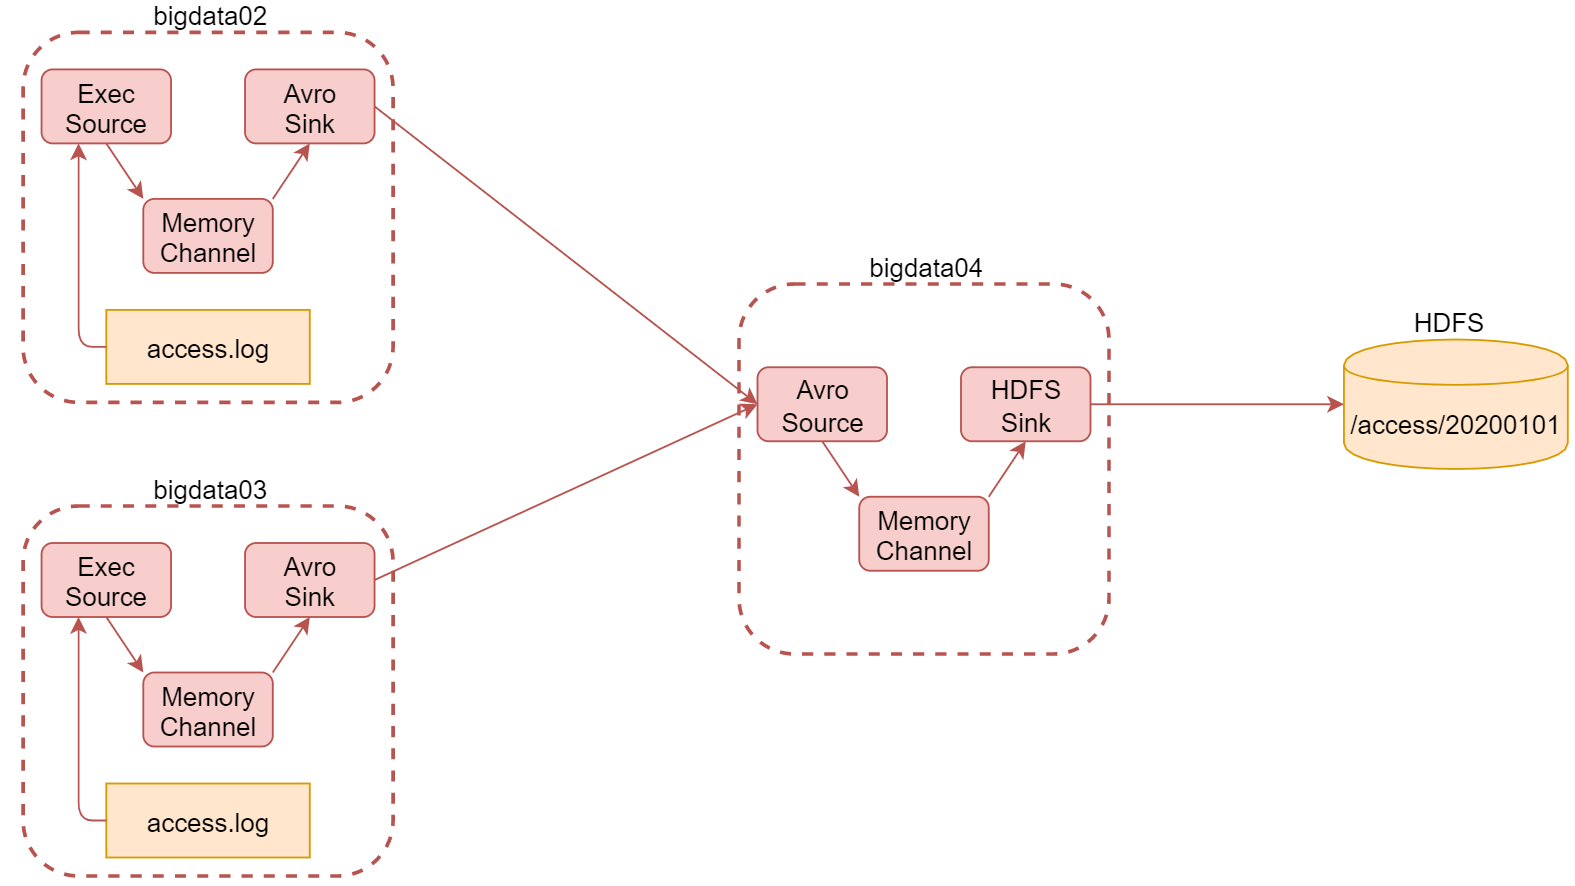 bigdata02
Exec
Source
Avro
Sink
Memory
Channel
access.log
bigdata03
Exec
Source
Avro
Sink
Memory
Channel
access.log
bigdata04
Avro
Source
HDFS
Sink
Memory
Channel
HDFS
/access/20200101